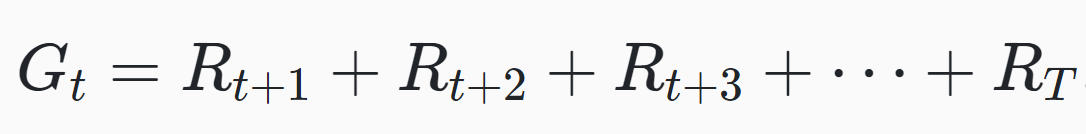 G_t = R_{t+1} + R_{t+2} + R_{t+3} + ⋯ + R_T